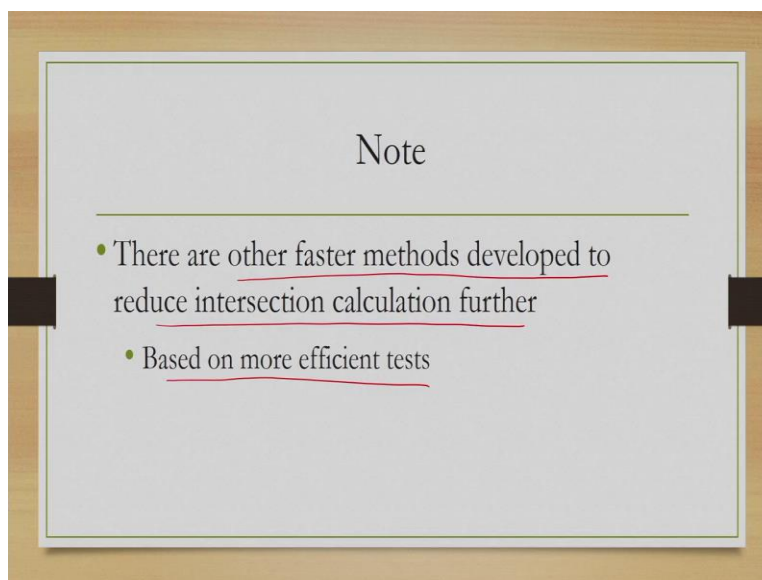 Note
• There are other faster methods developed to
reduce intersection calculation further
• Based on more efficient tests